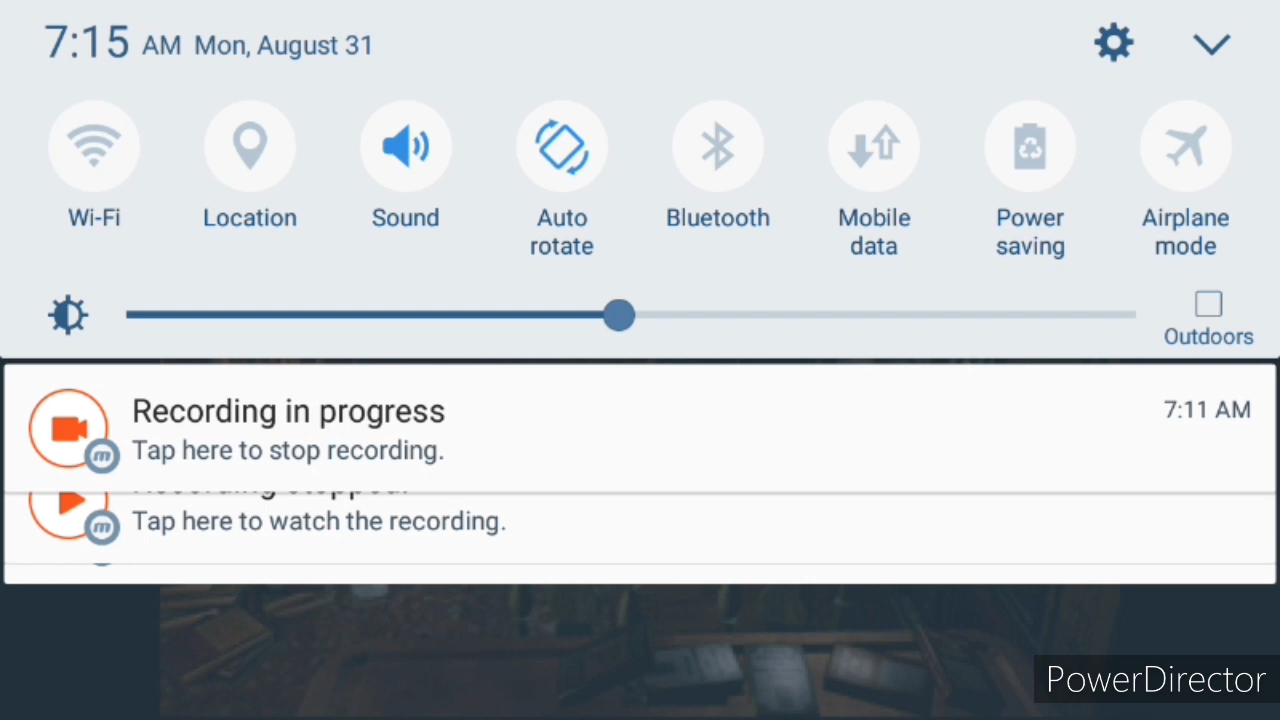 7:15 AM Mon, August 31
Wi-Fi
Location
Sound
Auto
rotate
Bluetooth
Mobile
data
Power
saving
Airplane
mode
Outdoors
Recording in progress
7:11 AM
Tap here to stop recording.
Recording stopped.
Tap here to watch the recording.
PowerDirector